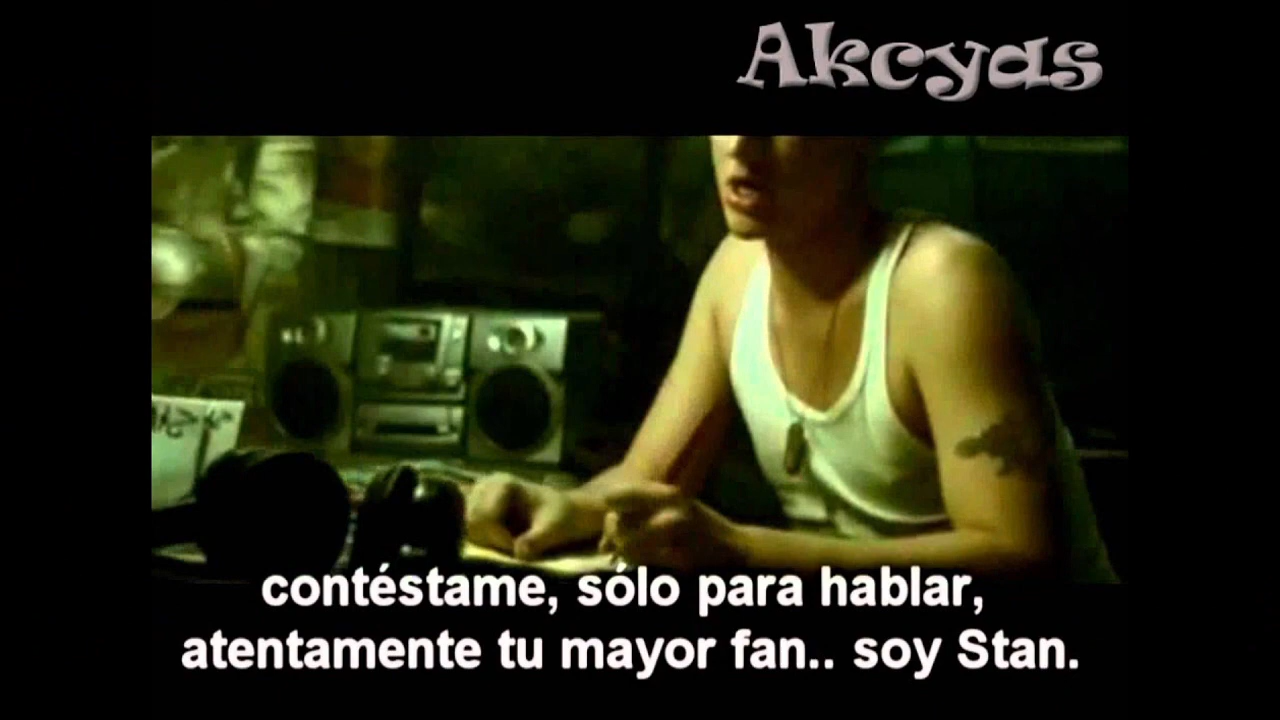 Akcyas
contéstame, sólo para hablar,
atentamente tu mayor fan.. soy Stan.